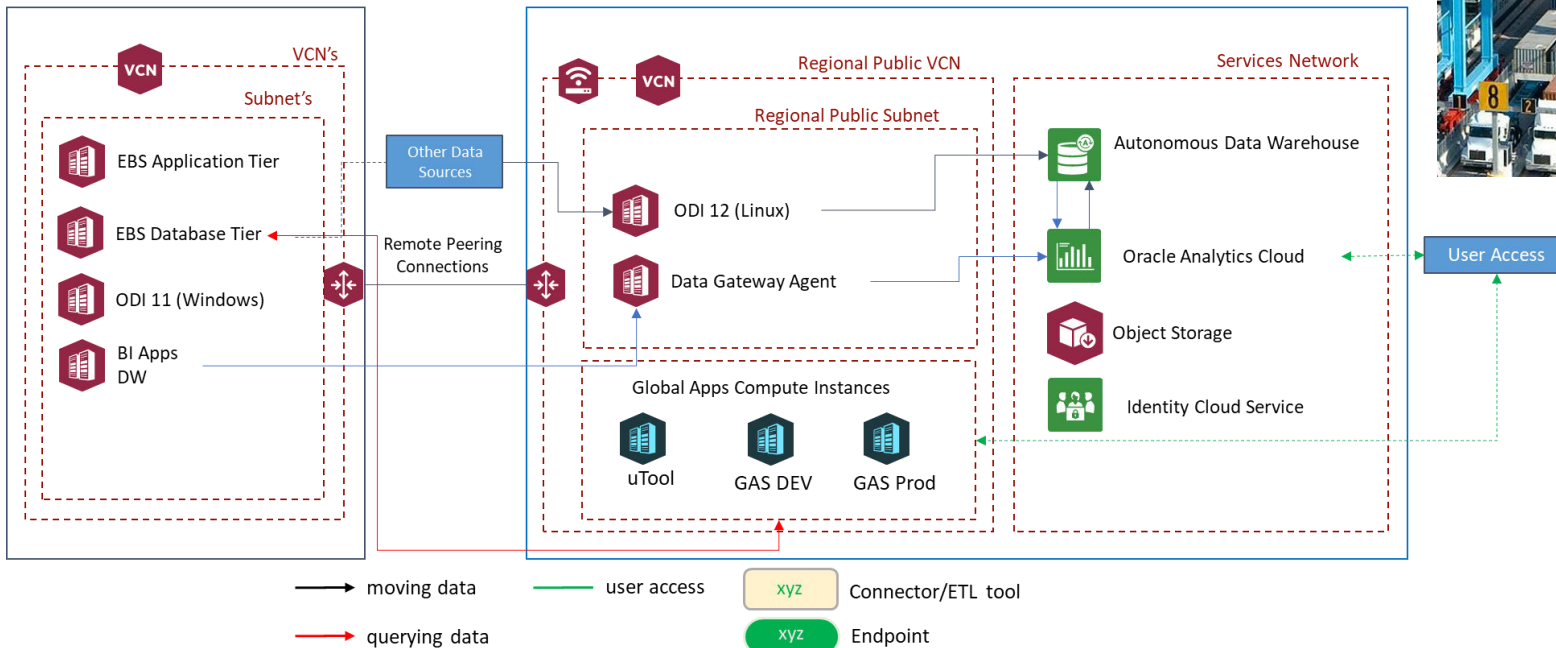 VCN
VCN's
Subnet's
EBS Application Tier
EBS Database Tier
ODI 11 (Windows)
BI Apps
DW
Other Data
Sources
Remote Peering
Connections
VCN
Regional Public VCN
Regional Public Subnet
ODI 12 (Linux)
Data Gateway Agent
Global Apps Compute Instances
uTool
GAS DEV
GAS Prod
Services Network
Autonomous Data Warehouse
Oracle Analytics Cloud
Object Storage
Identity Cloud Service
User Access
1
8
2
moving data
user access
xyz
Connector/ETL tool
querying data
xyz
Endpoint